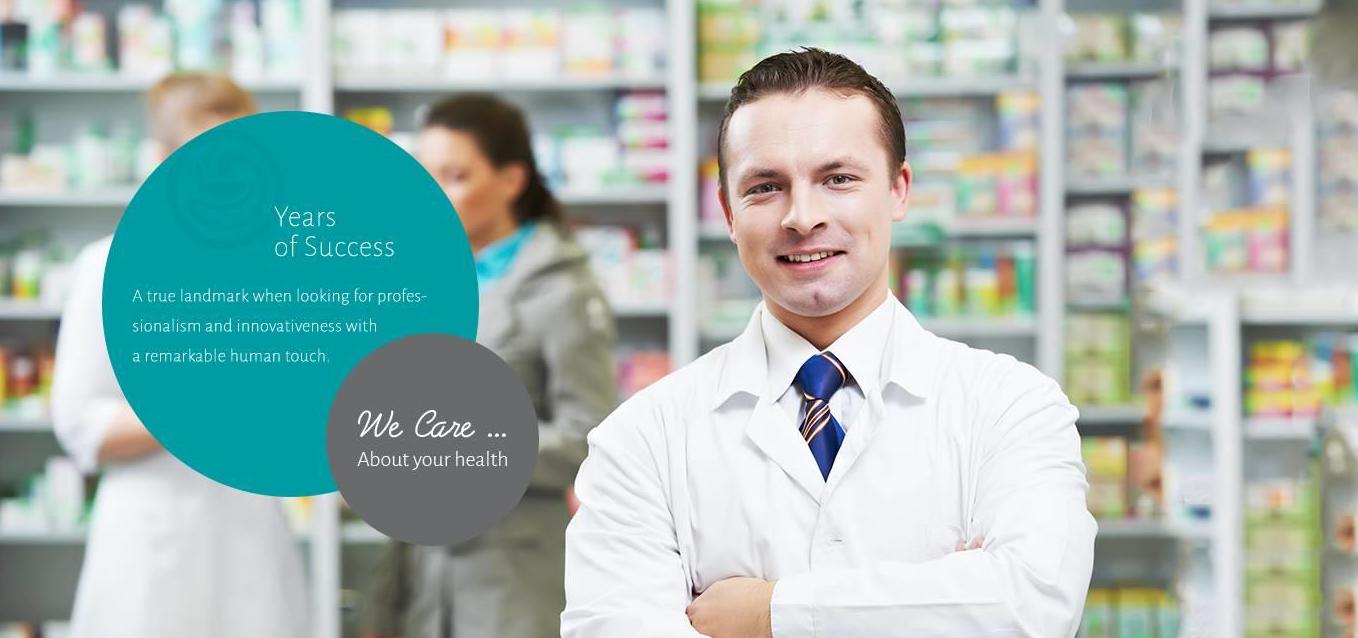 Years
of Success
A true landmark when looking for profes-
sionalism and innovativeness with
a remarkable human touch.
We Care ...
About your health